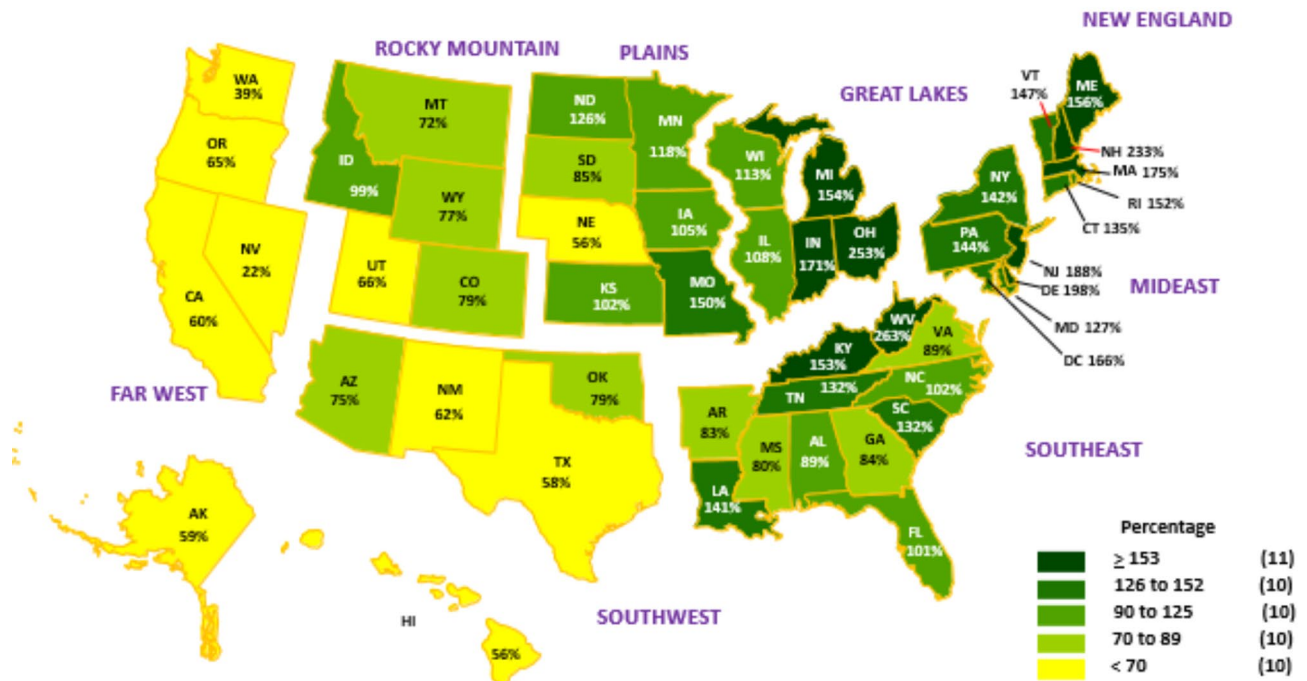 NEW ENGLAND
ROCKY MOUNTAIN
PLAINS
GREAT LAKES
WA
39%
MT
72%
ND
126%
MN
118%
VT
147%
ME
156%
OR
65%
ID
99%
SD
85%
WI
113%
MI
154%
NY
142%
NH 233%
MA 175%
RI 152%
CT 135%
WY
77%
NE
56%
IA
105%
IL
108%
IN
171%
OH
253%
PA
144%
NJ 188%
DE 198%
MIDEAST
MD 127%
DC 166%
NV
22%
UT
66%
CO
79%
KS
102%
MO
150%
CA
60%
KY
153%
WV
263%
VA
89%
FAR WEST
AZ
75%
NM
62%
OK
79%
AR
83%
TN
132%
NC
102%
SC
132%
SOUTHEAST
MS
80%
AL
89%
GA
84%
TX
58%
LA
141%
FL
101%
AK
59%
HI
56%
SOUTHWEST
Percentage
≥ 153 (11)
126 to 152 (10)
90 to 125 (10)
70 to 89 (10)
< 70 (10)